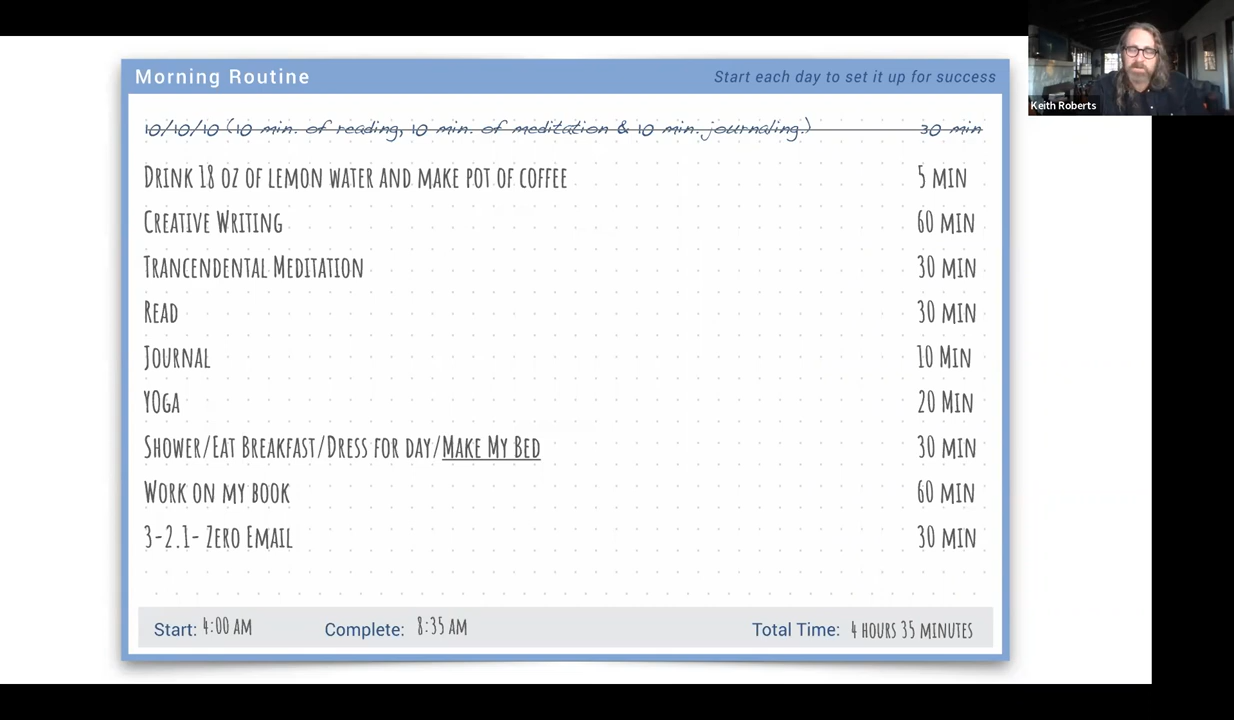 Morning Routine Start each day to set it up for success
Keith Roberts
10/10/10 (10 min. of reading, 10 min. of meditation & 10 min. journaling.) 30 min
Drink 18 oz of lemon water and make pot of coffee 5 min
Creative Writing 60 min
Trancendental Meditation 30 min
Read 30 min
Journal 10 Min
YOga 20 Min
Shower/Eat Breakfast/Dress for day/Make My Bed 30 min
Work on my book 60 min
3-2.1- Zero Email 30 min
Start: 4:00 AM Complete: 8:35 AM Total Time: 4 hours 35 minutes